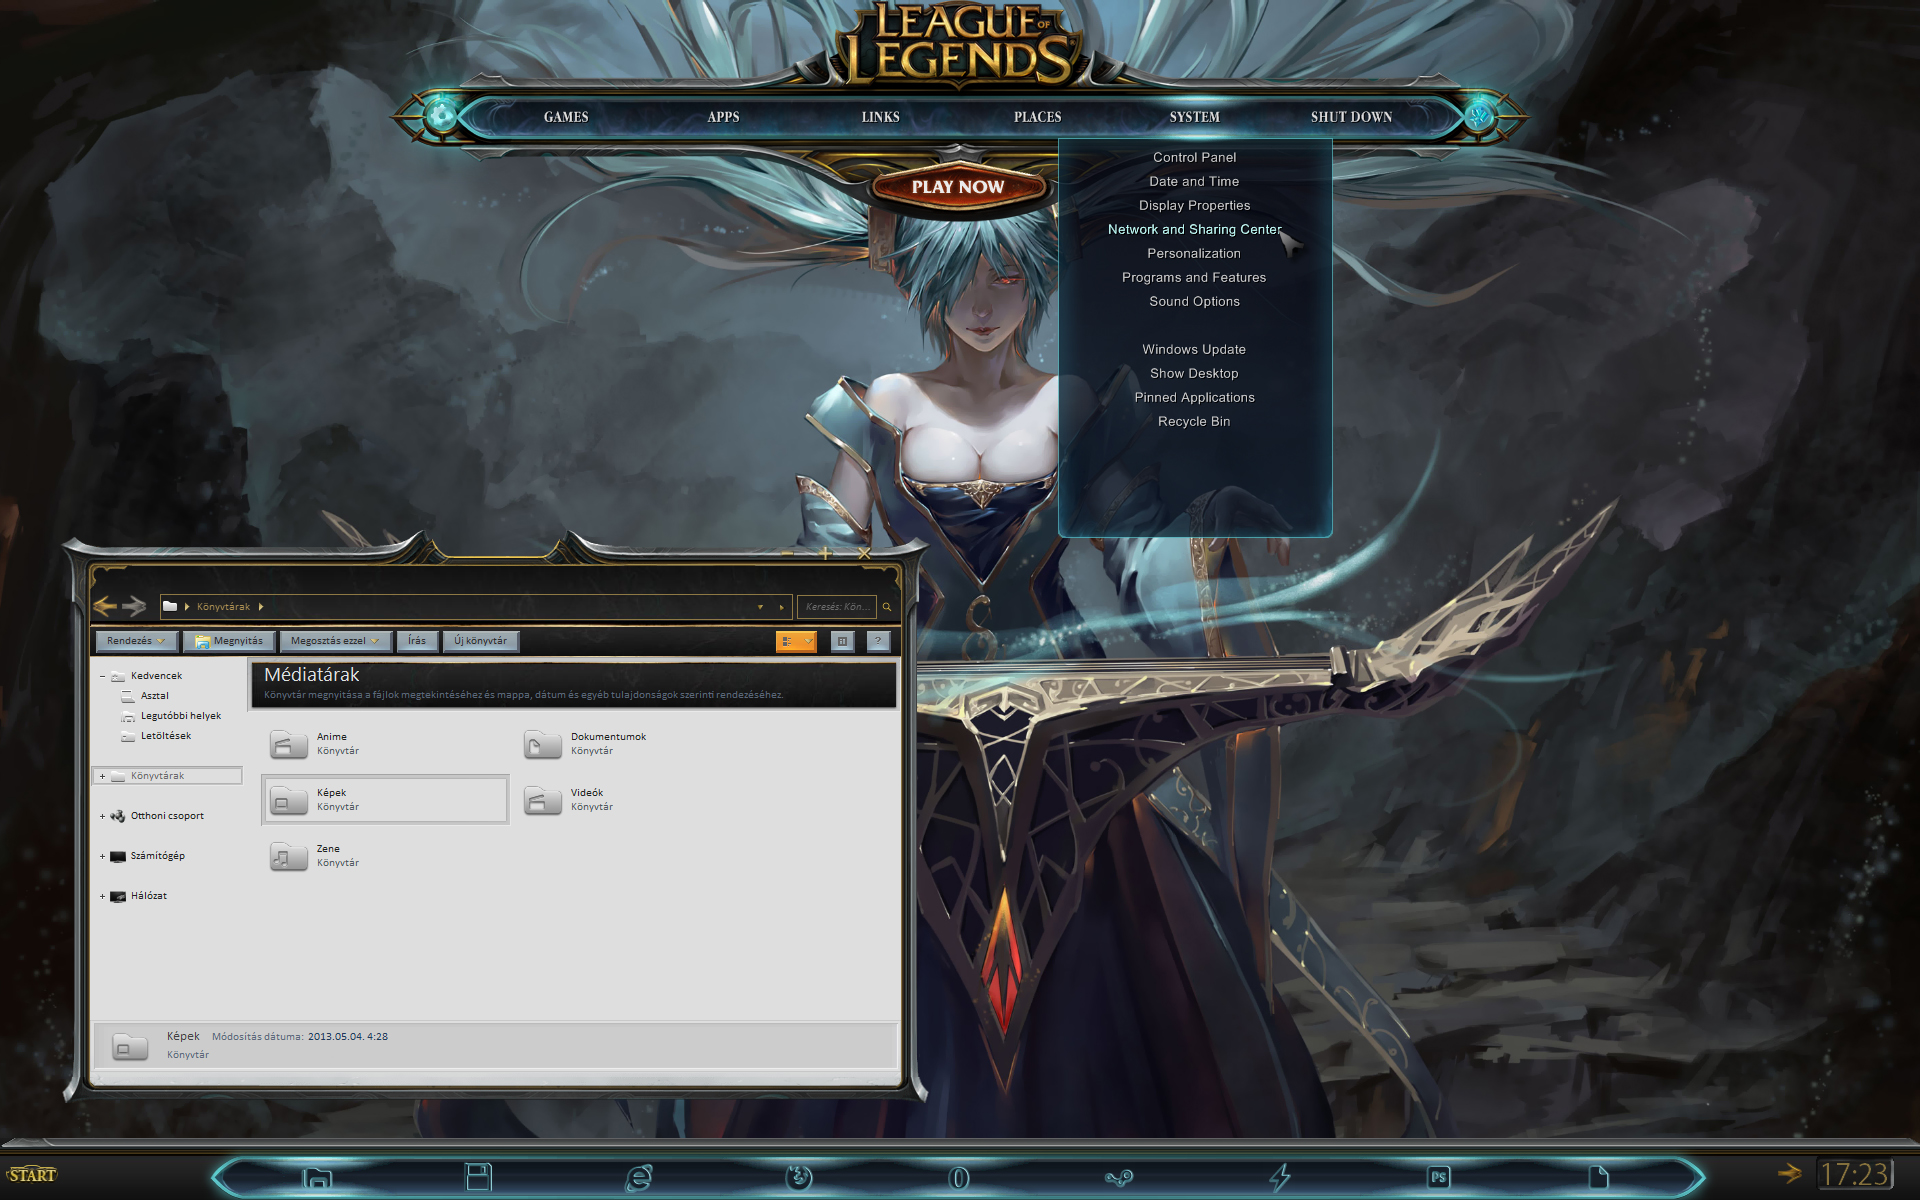 LEAGUE OF
LEGENDS
GAMES APPS LINKS PLACES SYSTEM SHUT DOWN
PLAY NOW
Control Panel
Date and Time
Display Properties
Network and Sharing Center
Personalization
Programs and Features
Sound Options
Windows Update
Show Desktop
Pinned Applications
Recycle Bin
Könyvtárak
Keresés: Kön...
Rendezés Megnyitás Megosztás ezzel Írás Új könyvtár ?
Kedvencek
Asztal
Legutóbbi helyek
Letöltések
Könyvtárak
Otthoni csoport
Számítógép
Hálózat
Médiatárak
Könyvtár megnyitása a fájlok megtekintéséhez és mappa, dátum és egyéb tulajdonságok szerinti rendezéséhez.
Anime
Könyvtár
Dokumentumok
Könyvtár
Képek
Könyvtár
Videók
Könyvtár
Zene
Könyvtár
Képek Módosítás dátuma: 2013.05.04. 4:28
Könyvtár
START
PS
17:23